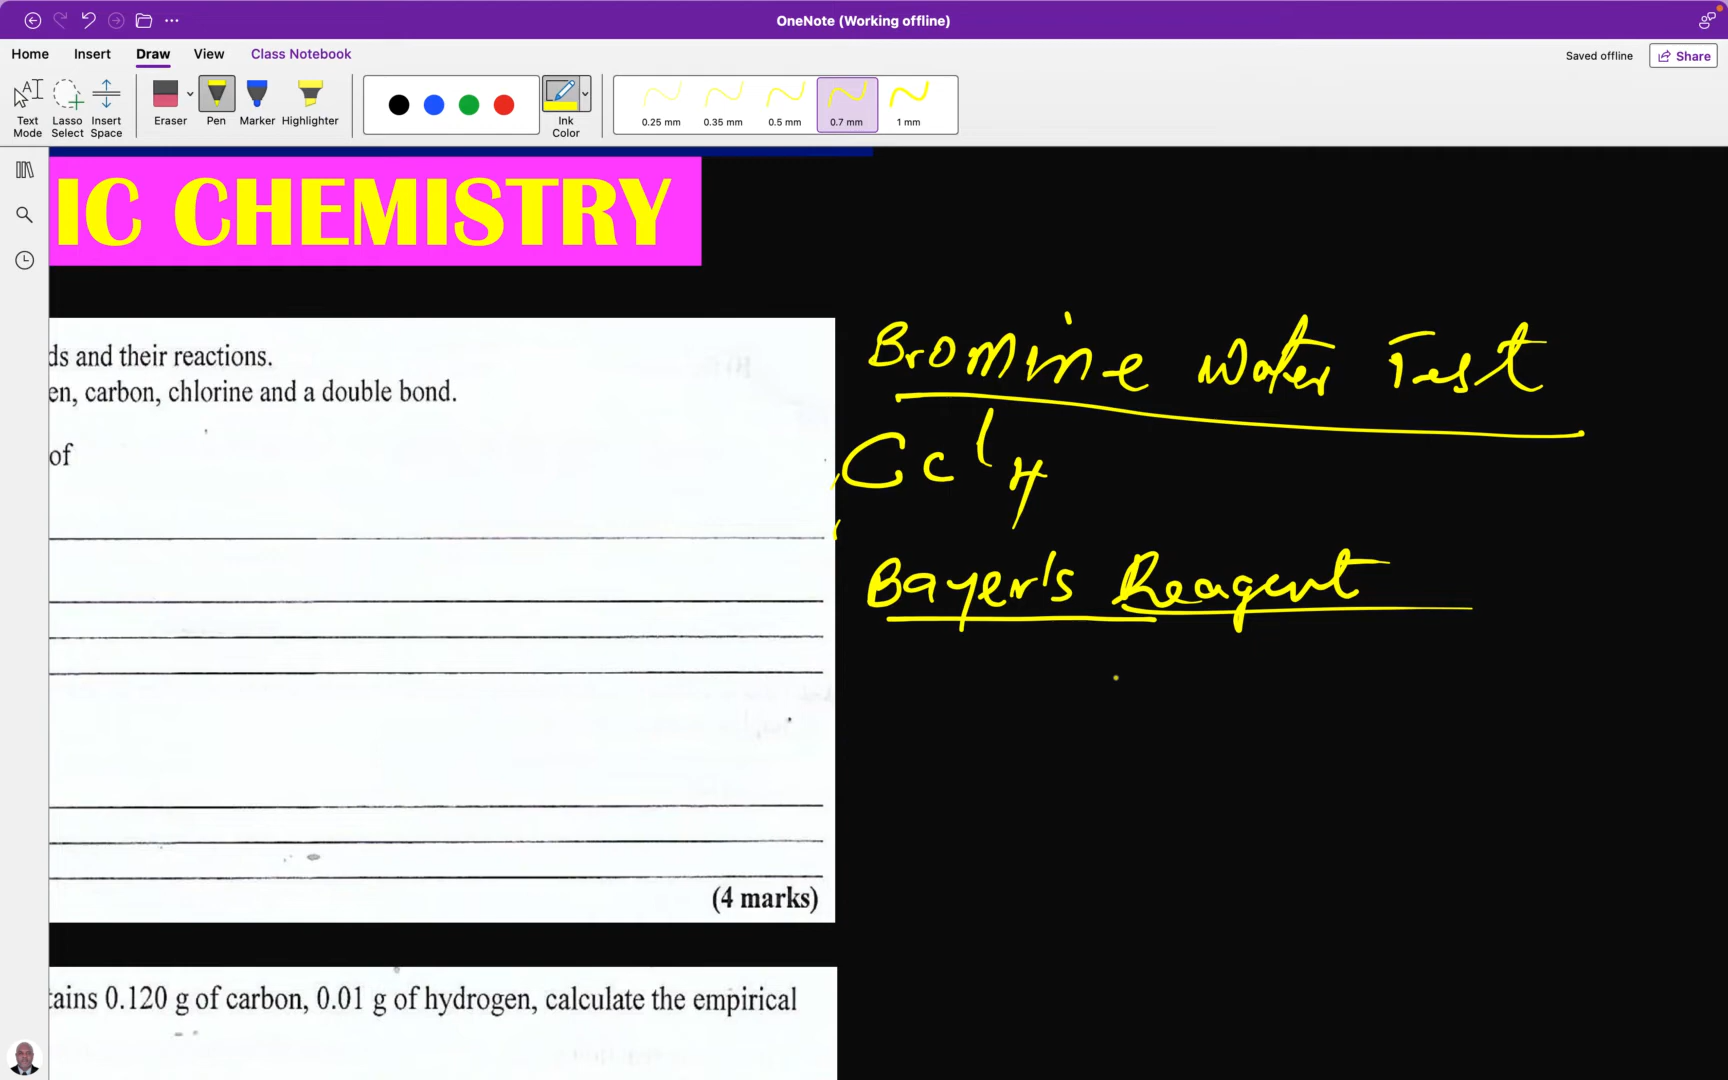 OneNote (Working offline)
Home Insert Draw View Class Notebook
Saved offline Share
Text Mode
Lasso Select
Insert Space
Eraser
Pen
Marker
Highlighter
Ink Color
0.25 mm
0.35 mm
0.5 mm
0.7 mm
1 mm
IC CHEMISTRY
ds and their reactions.
en, carbon, chlorine and a double bond.
of
(4 marks)
tains 0.120 g of carbon, 0.01 g of hydrogen, calculate the empirical
Bromine Water Test
CCl4
Bayer's Reagent